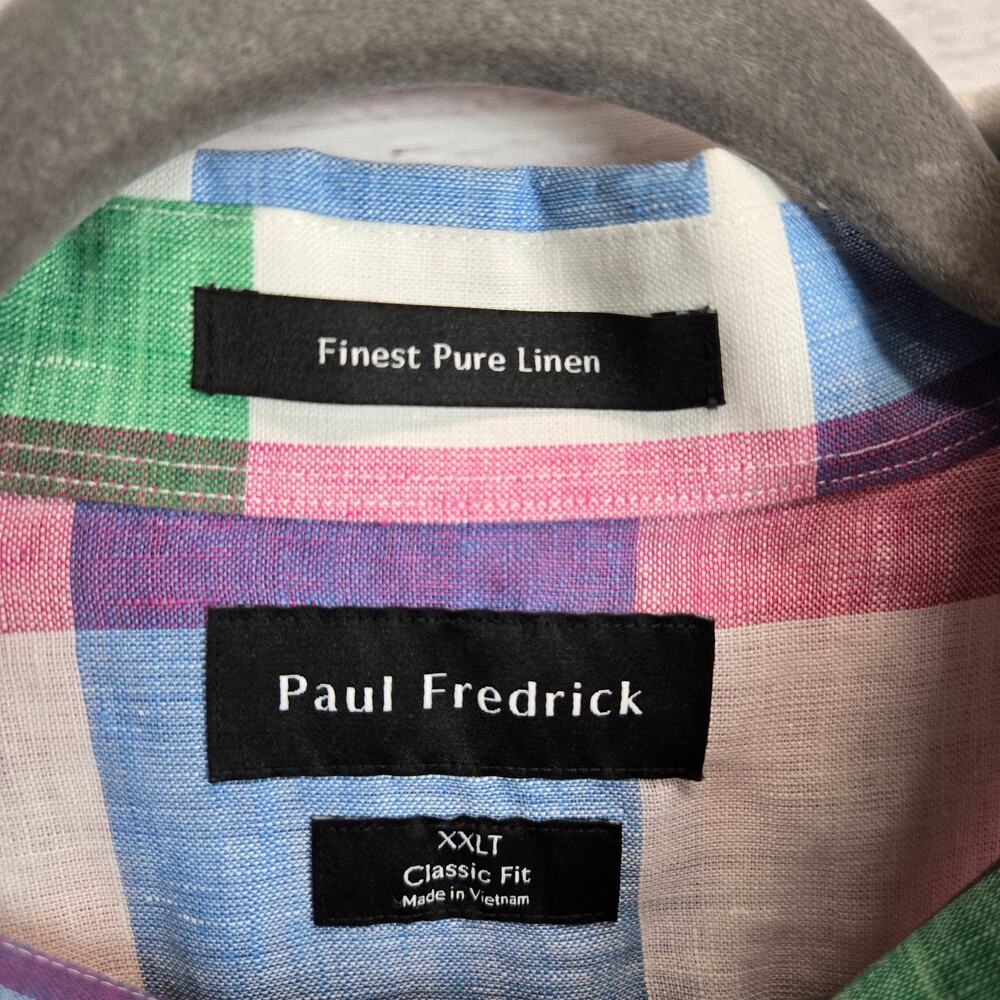 Finest Pure Linen
Paul Fredrick
XXLT
Classic Fit
Made in Vietnam